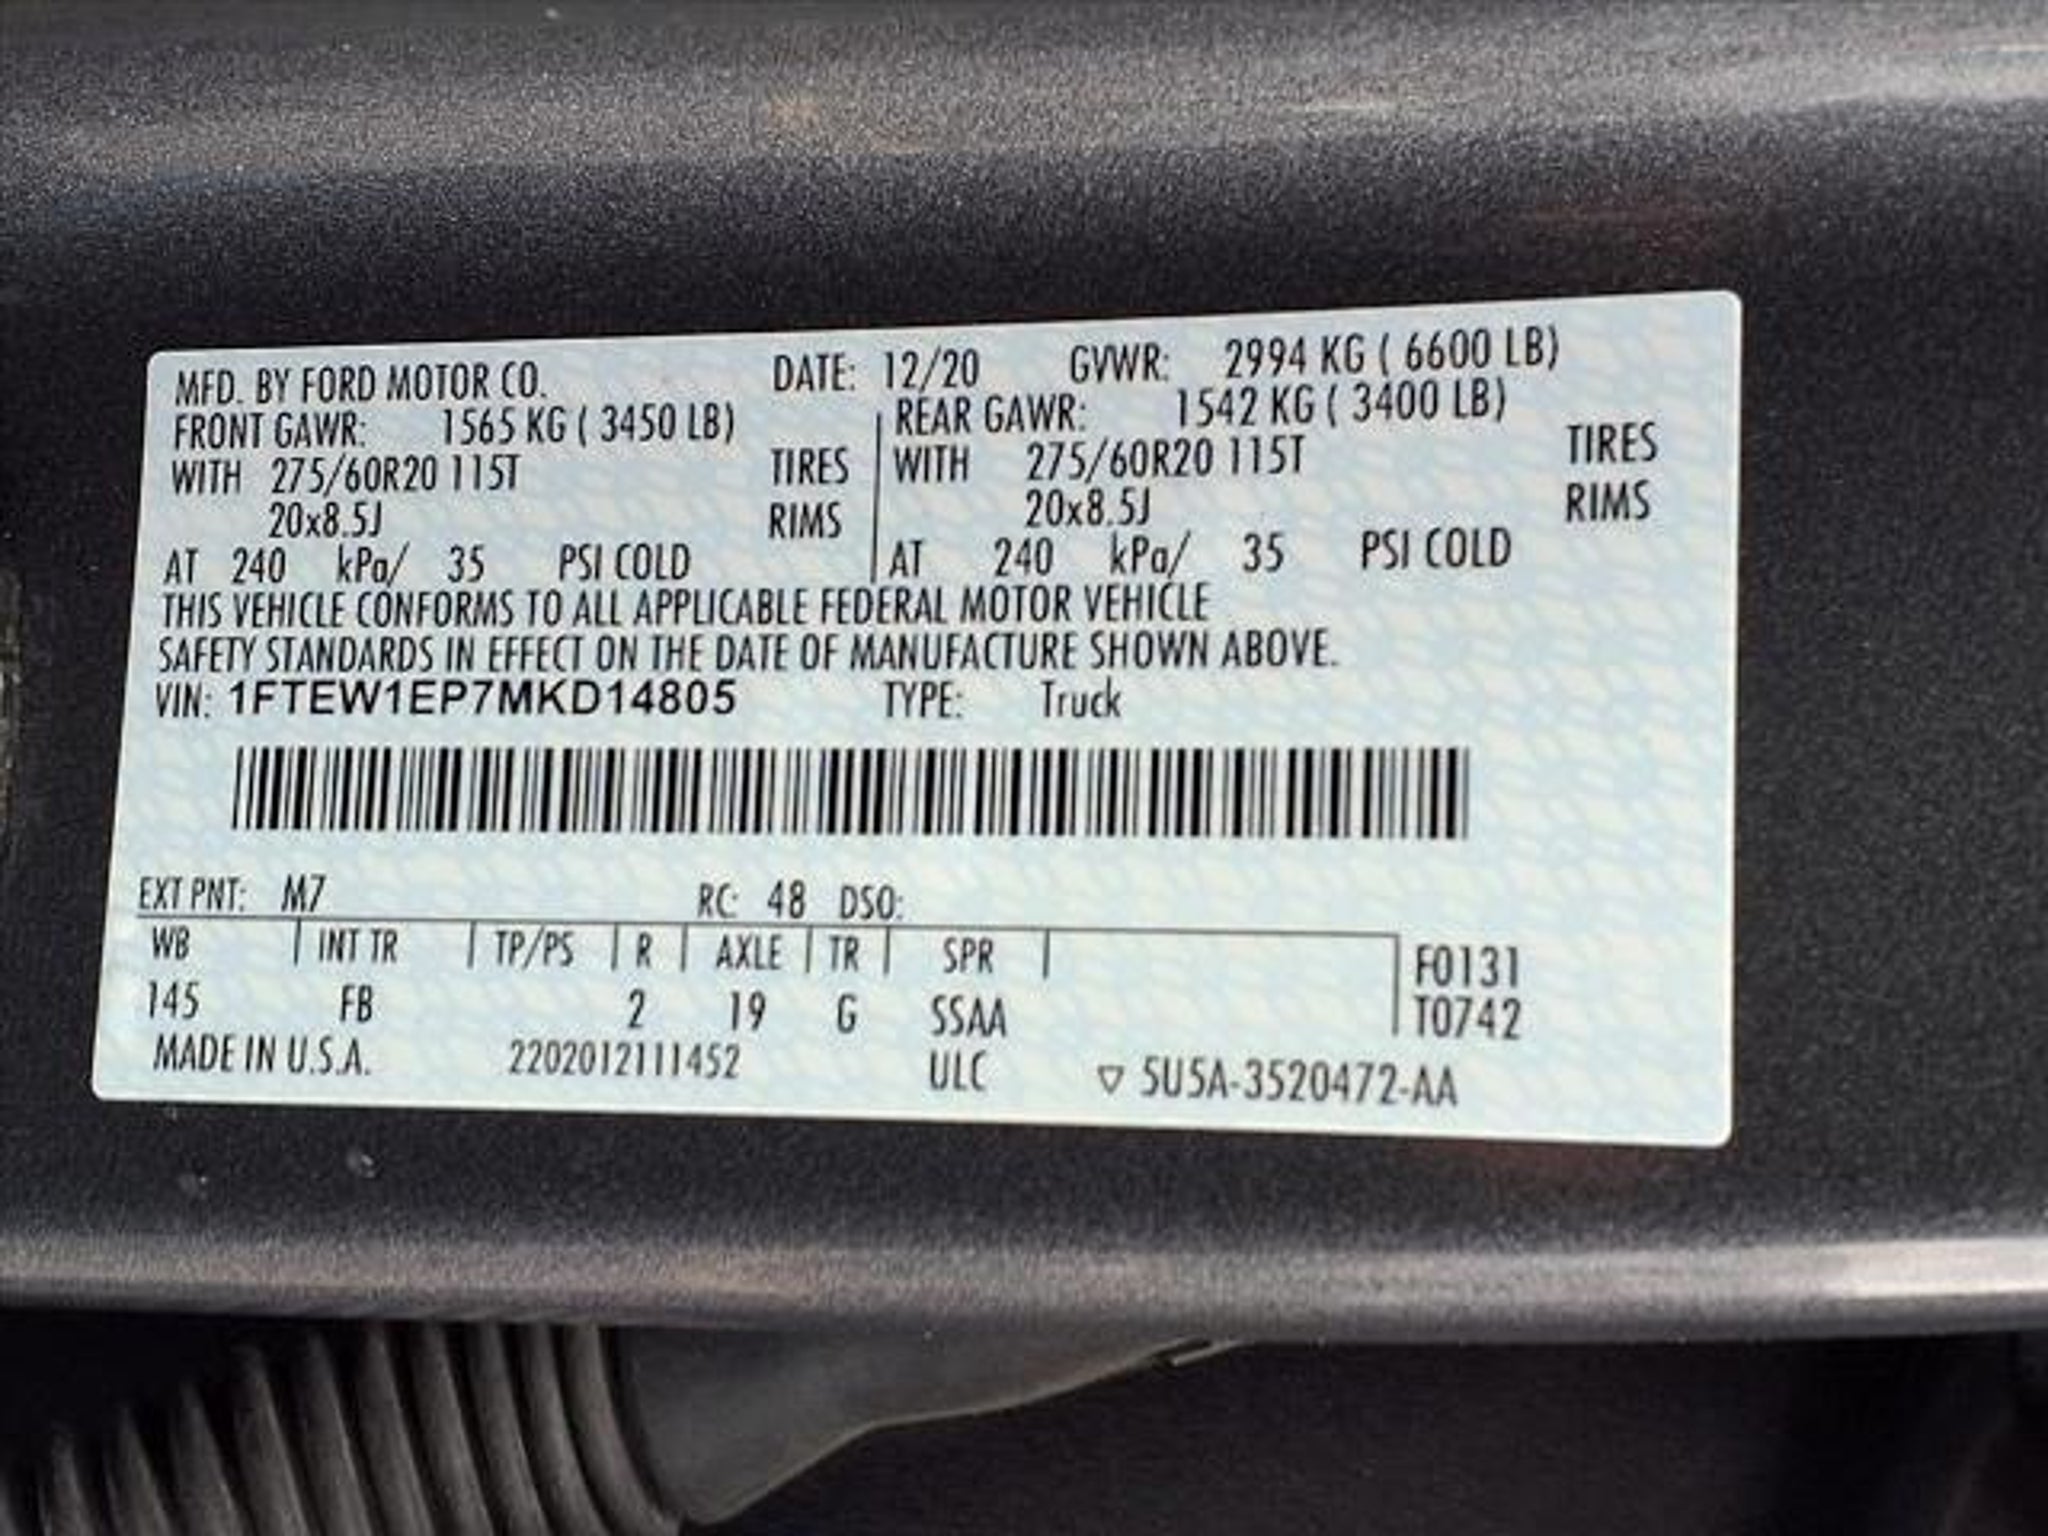 MFD. BY FORD MOTOR CO. DATE: 12/20 GVWR: 2994 KG ( 6600 LB)
FRONT GAWR: 1565 KG ( 3450 LB) REAR GAWR: 1542 KG ( 3400 LB)
WITH 275/60R20 115T TIRES WITH 275/60R20 115T TIRES
20x8.5J RIMS 20x8.5J RIMS
AT 240 kPa/ 35 PSI COLD AT 240 kPa/ 35 PSI COLD
THIS VEHICLE CONFORMS TO ALL APPLICABLE FEDERAL MOTOR VEHICLE
SAFETY STANDARDS IN EFFECT ON THE DATE OF MANUFACTURE SHOWN ABOVE.
VIN: 1FTEW1EP7MKD14805 TYPE: Truck
EXT PNT: M7 RC: 48 DSO:
WB INT TR TP/PS R AXLE TR SPR F0131
145 FB 2 19 G SSAA T0742
MADE IN U.S.A. 2202012111452 ULC ▽ 5U5A-3520472-AA